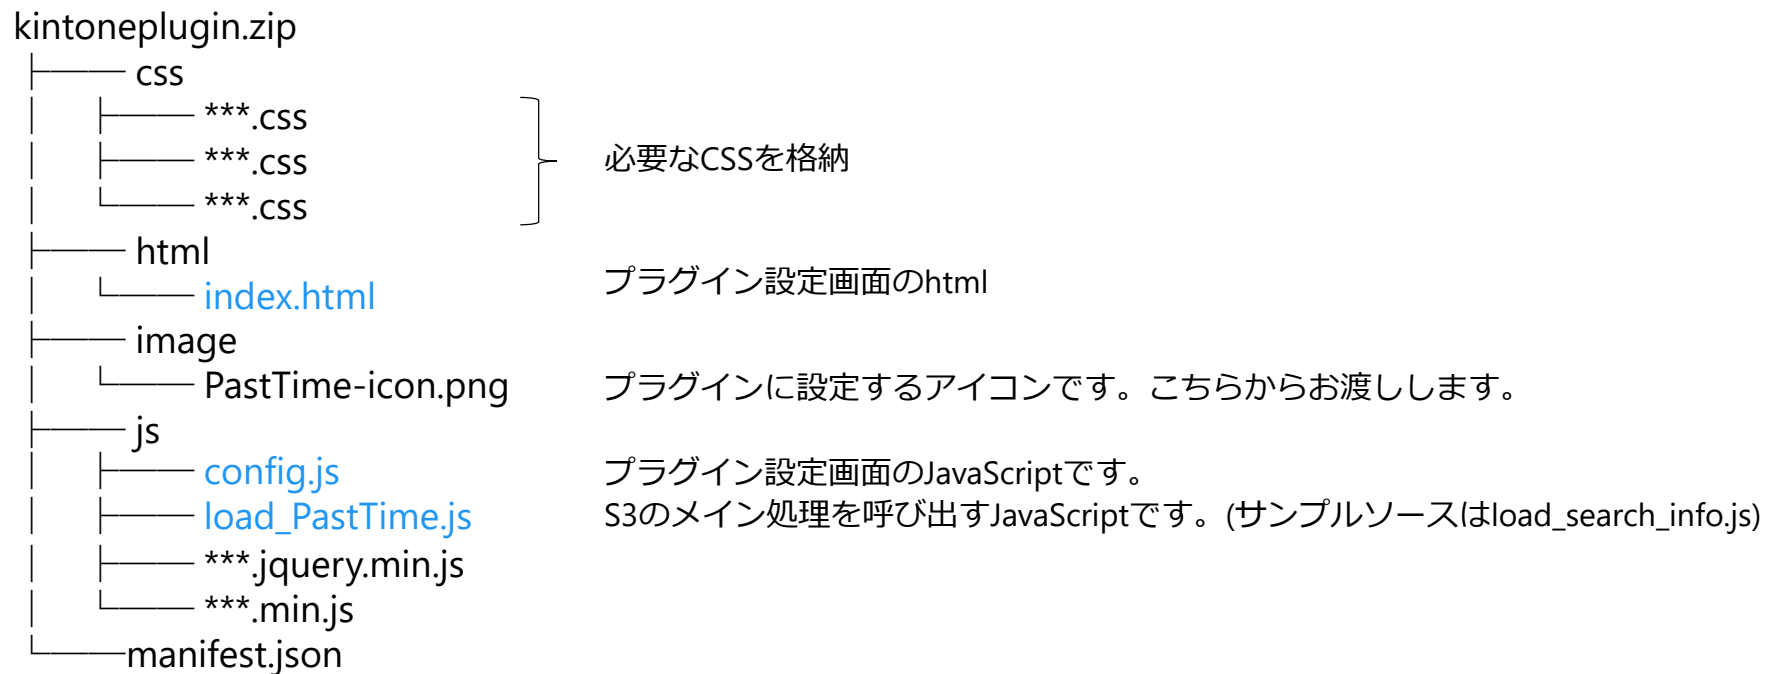 kintoneplugin.zip
├─── css
│ ├─── ***.css
│ ├─── ***.css 必要なCSSを格納
│ └─── ***.css
├─── html
│ └─── index.html プラグイン設定画面のhtml
├─── image
│ └─── PastTime-icon.png プラグインに設定するアイコンです。こちらからお渡しします。
├─── js
│ ├─── config.js プラグイン設定画面のJavaScriptです。
│ ├─── load_PastTime.js S3のメイン処理を呼び出すJavaScriptです。(サンプルソースはload_search_info.js)
│ ├─── ***.jquery.min.js
│ └─── ***.min.js
└───manifest.json